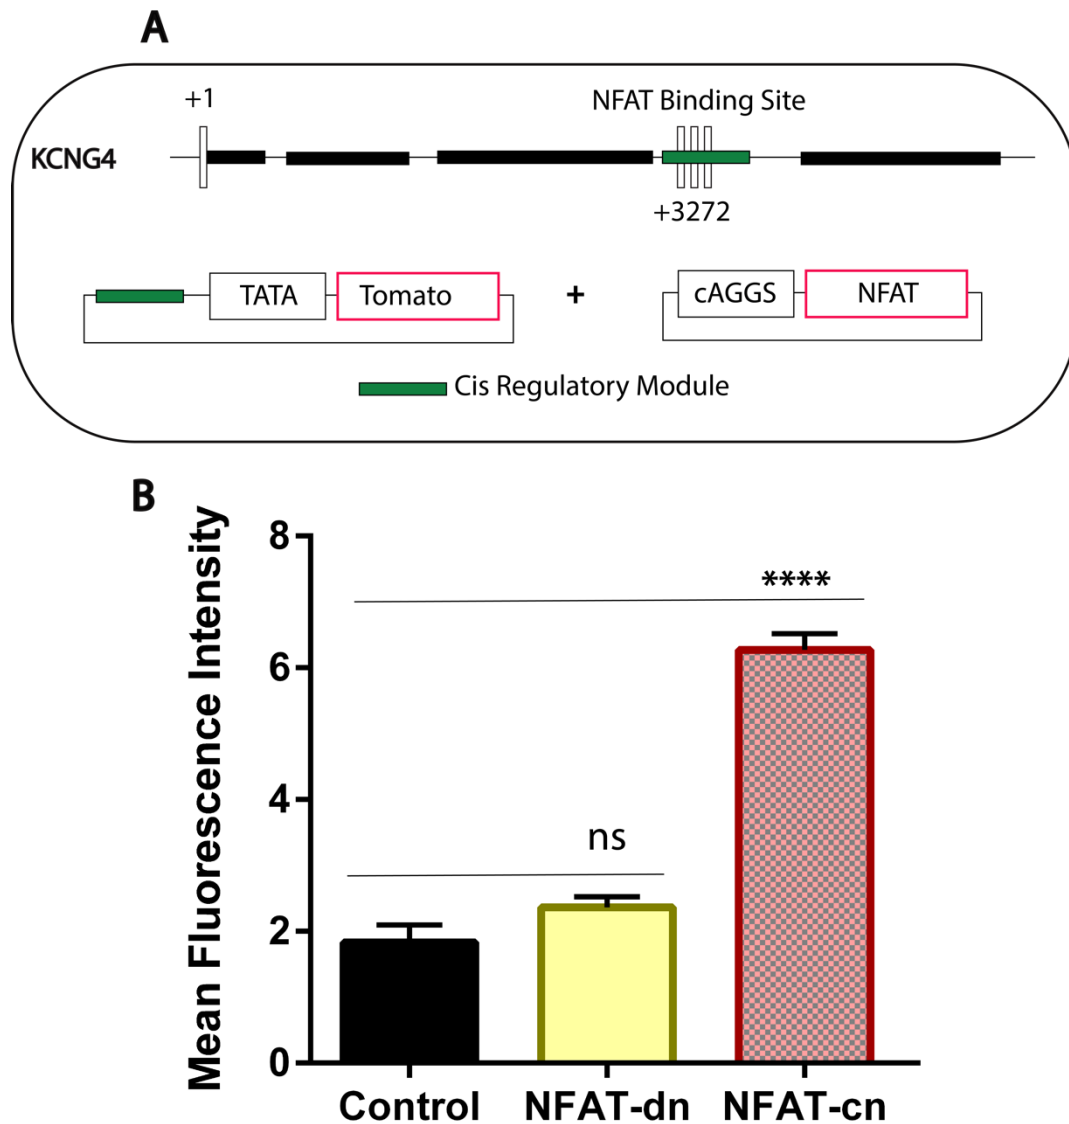 A
+1
NFAT Binding Site
KCNG4
+3272
TATA
Tomato
+
cAGGS
NFAT
Cis Regulatory Module
B
Mean Fluorescence Intensity
8
6
4
2
0
ns
****
Control
NFAT-dn
NFAT-cn